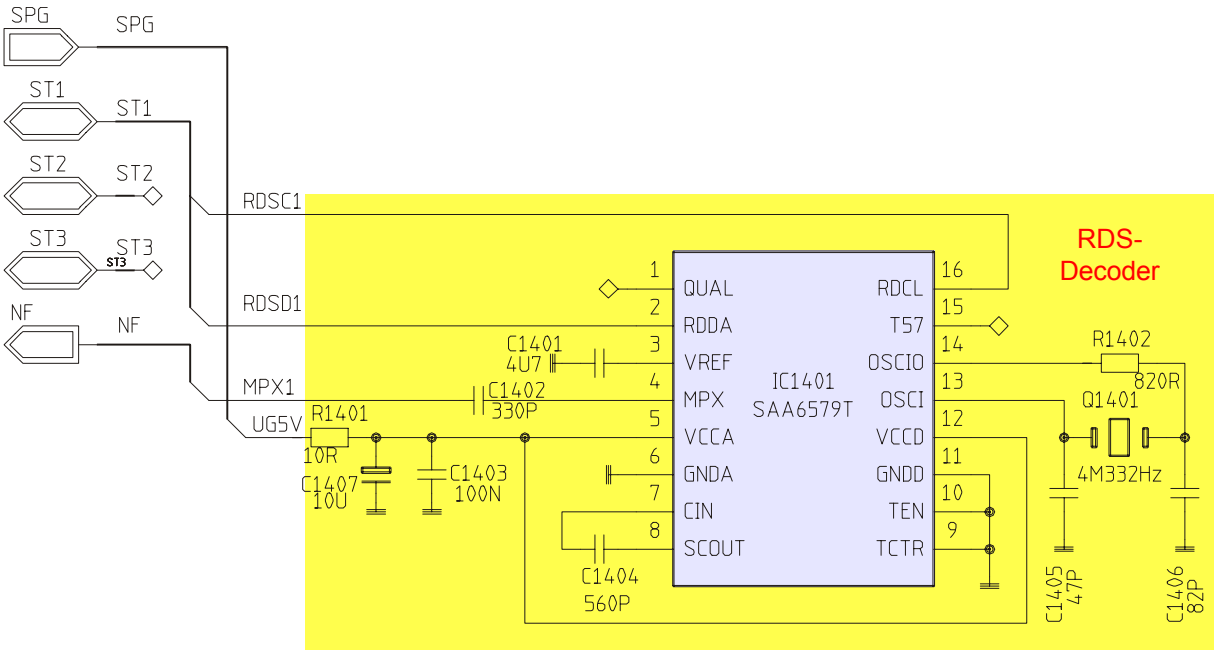 SPG
SPG
ST1
ST1
ST2
ST2
ST3
ST3
ST3
NF
NF
RDSC1
RDSD1
MPX1
UG5V
RDS-
Decoder
IC1401
SAA6579T
1
QUAL
2
RDDA
3
VREF
4
MPX
5
VCCA
6
GNDA
7
CIN
8
SCOUT
16
RDCL
15
T57
14
OSCIO
13
OSCI
12
VCCD
11
GNDD
10
TEN
9
TCTR
C1401
4U7
C1402
330P
R1401
10R
C1407
10U
C1403
100N
C1404
560P
R1402
820R
Q1401
4M332Hz
C1405
47P
C1406
82P